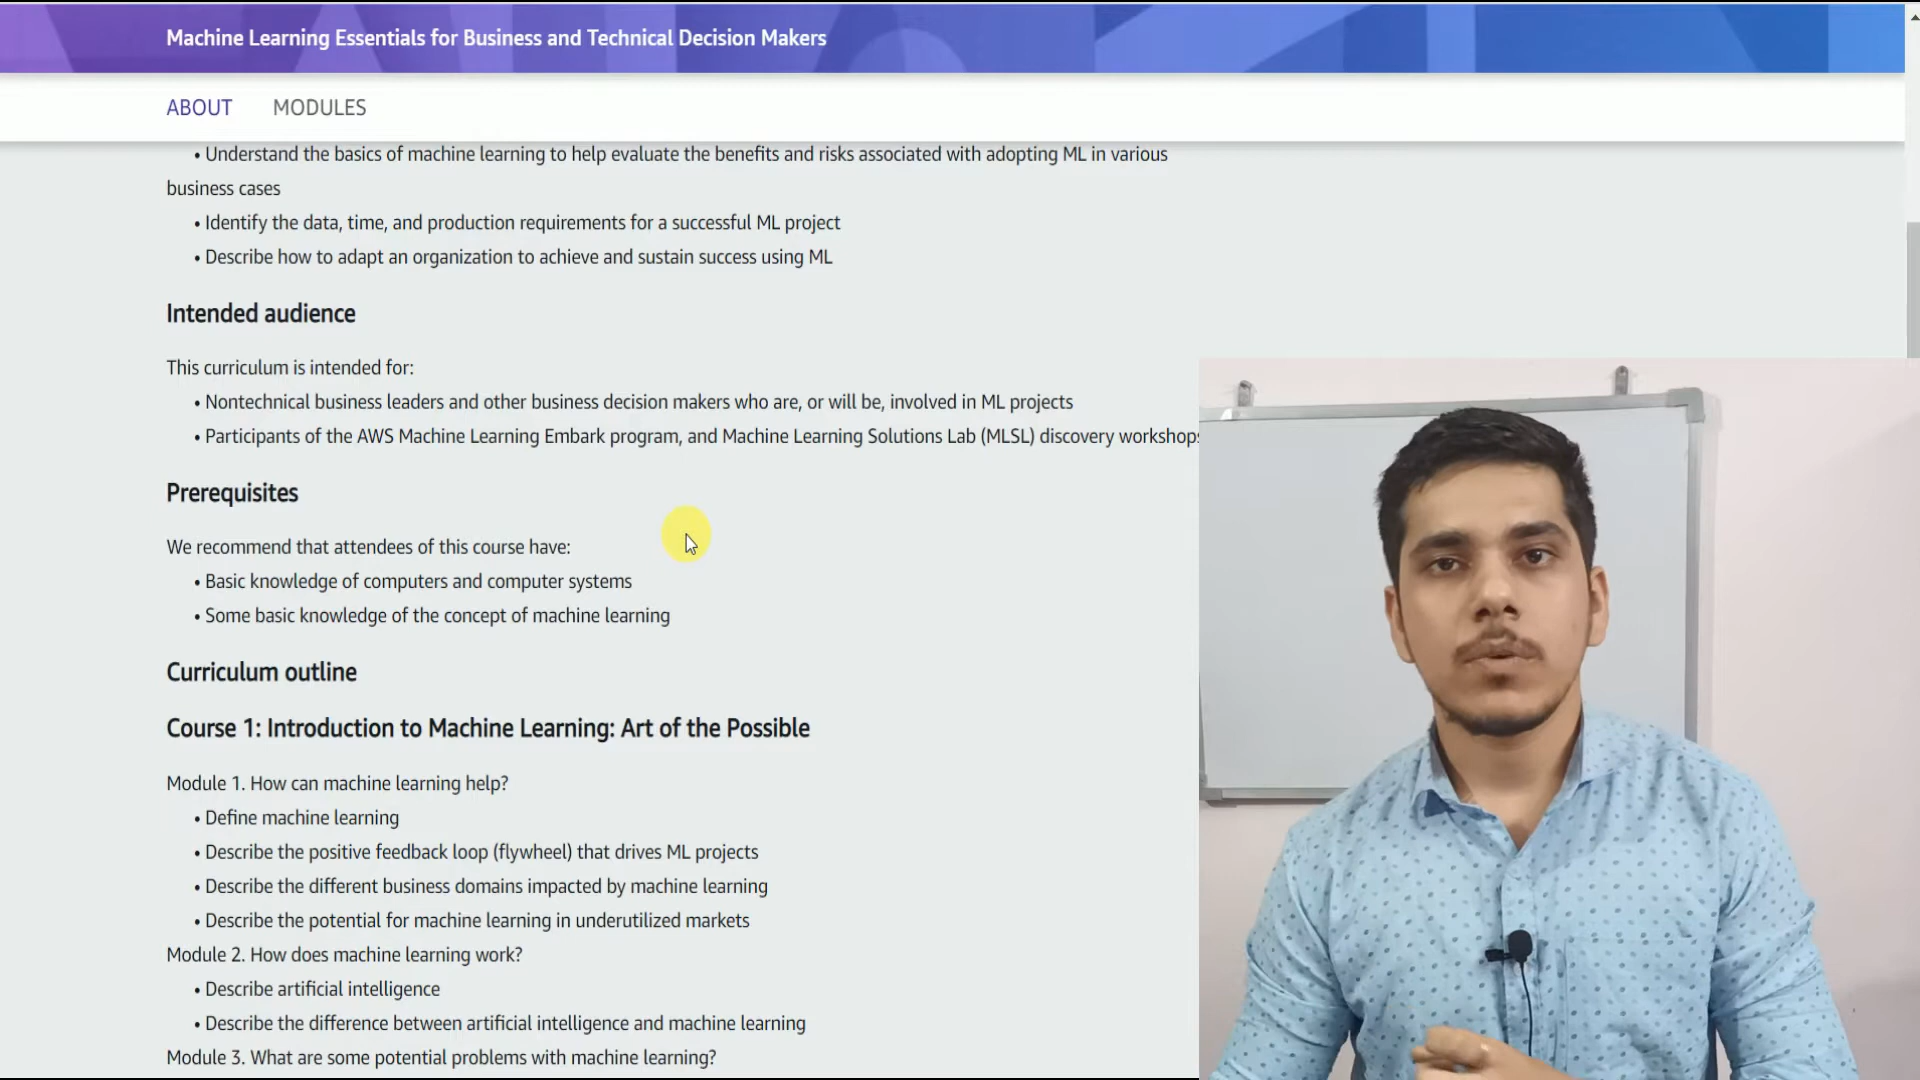 Machine Learning Essentials for Business and Technical Decision Makers
ABOUT MODULES
• Understand the basics of machine learning to help evaluate the benefits and risks associated with adopting ML in various
business cases
• Identify the data, time, and production requirements for a successful ML project
• Describe how to adapt an organization to achieve and sustain success using ML
Intended audience
This curriculum is intended for:
• Nontechnical business leaders and other business decision makers who are, or will be, involved in ML projects
• Participants of the AWS Machine Learning Embark program, and Machine Learning Solutions Lab (MLSL) discovery workshops
Prerequisites
We recommend that attendees of this course have:
• Basic knowledge of computers and computer systems
• Some basic knowledge of the concept of machine learning
Curriculum outline
Course 1: Introduction to Machine Learning: Art of the Possible
Module 1. How can machine learning help?
• Define machine learning
• Describe the positive feedback loop (flywheel) that drives ML projects
• Describe the different business domains impacted by machine learning
• Describe the potential for machine learning in underutilized markets
Module 2. How does machine learning work?
• Describe artificial intelligence
• Describe the difference between artificial intelligence and machine learning
Module 3. What are some potential problems with machine learning?